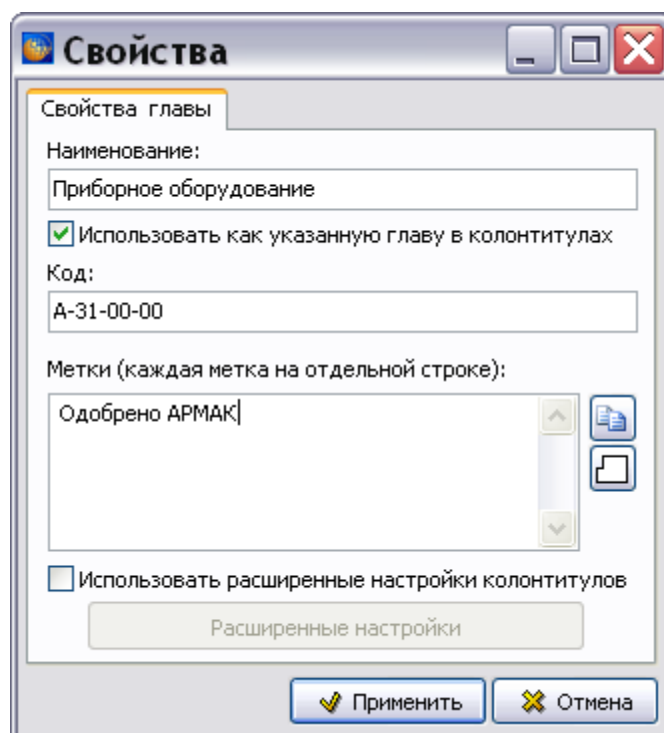 Свойства
Свойства главы
Наименование:
Приборное оборудование
Использовать как указанную главу в колонтитулах
Код:
А-31-00-00
Метки (каждая метка на отдельной строке):
Одобрено АРМАК
Использовать расширенные настройки колонтитулов
Расширенные настройки
Применить
Отмена